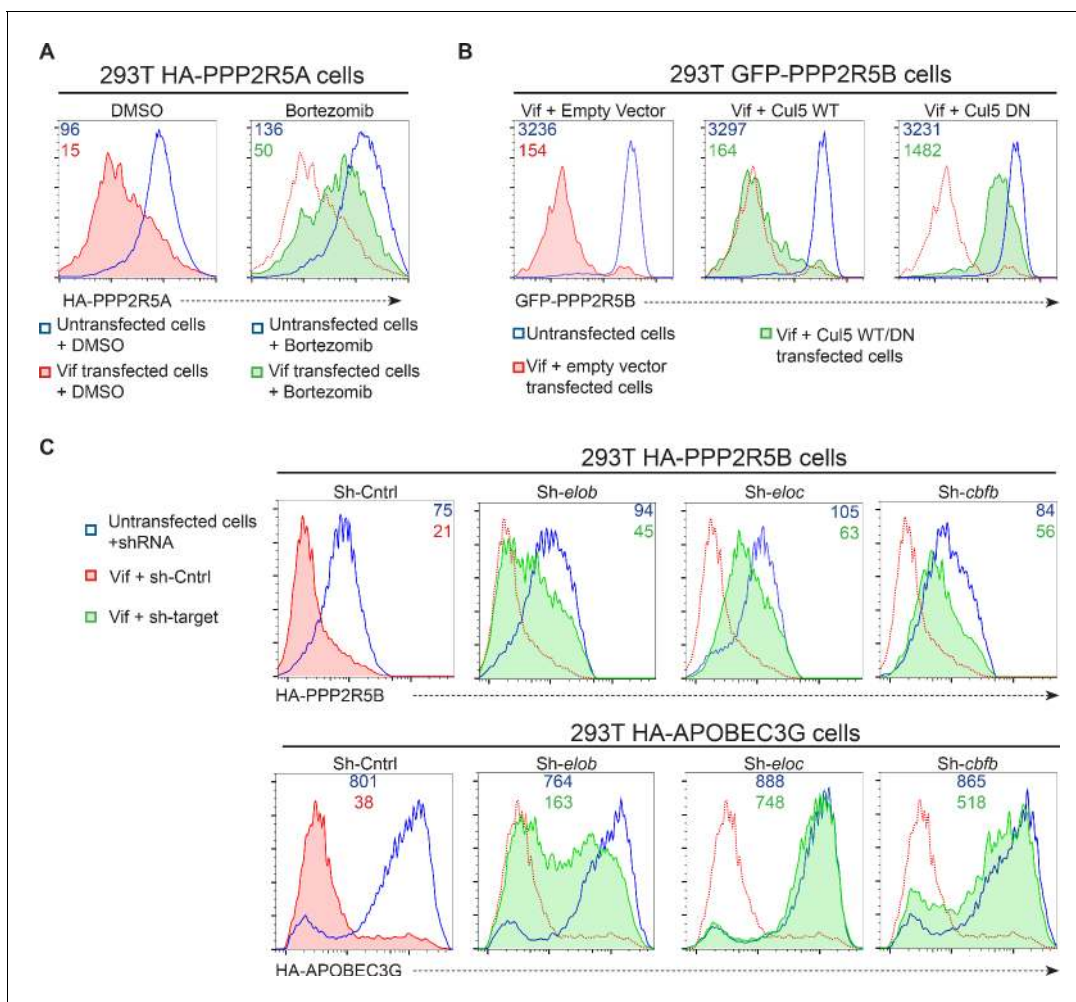 A
293T HA-PPP2R5A cells
DMSO
96
15
Bortezomib
136
50
HA-PPP2R5A
Untransfected cells
+ DMSO
Vif transfected cells
+ DMSO
Untransfected cells
+ Bortezomib
Vif transfected cells
+ Bortezomib
B
293T GFP-PPP2R5B cells
Vif + Empty Vector
3236
154
Vif + Cul5 WT
3297
164
Vif + Cul5 DN
3231
1482
GFP-PPP2R5B
Untransfected cells
Vif + empty vector
transfected cells
Vif + Cul5 WT/DN
transfected cells
C
Untransfected cells
+shRNA
Vif + sh-Cntrl
Vif + sh-target
293T HA-PPP2R5B cells
Sh-Cntrl
75
21
Sh-elob
94
45
Sh-eloc
105
63
Sh-cbfb
84
56
HA-PPP2R5B
293T HA-APOBEC3G cells
Sh-Cntrl
801
38
Sh-elob
764
163
Sh-eloc
888
748
Sh-cbfb
865
518
HA-APOBEC3G